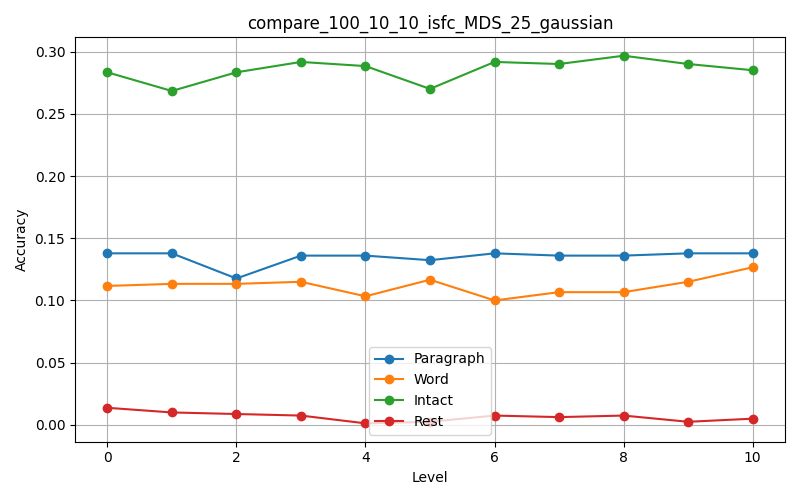 compare_100_10_10_isfc_MDS_25_gaussian
Accuracy
0.30
0.25
0.20
0.15
0.10
0.05
0.00
Paragraph
Word
Intact
Rest
0 2 4 6 8 10
Level